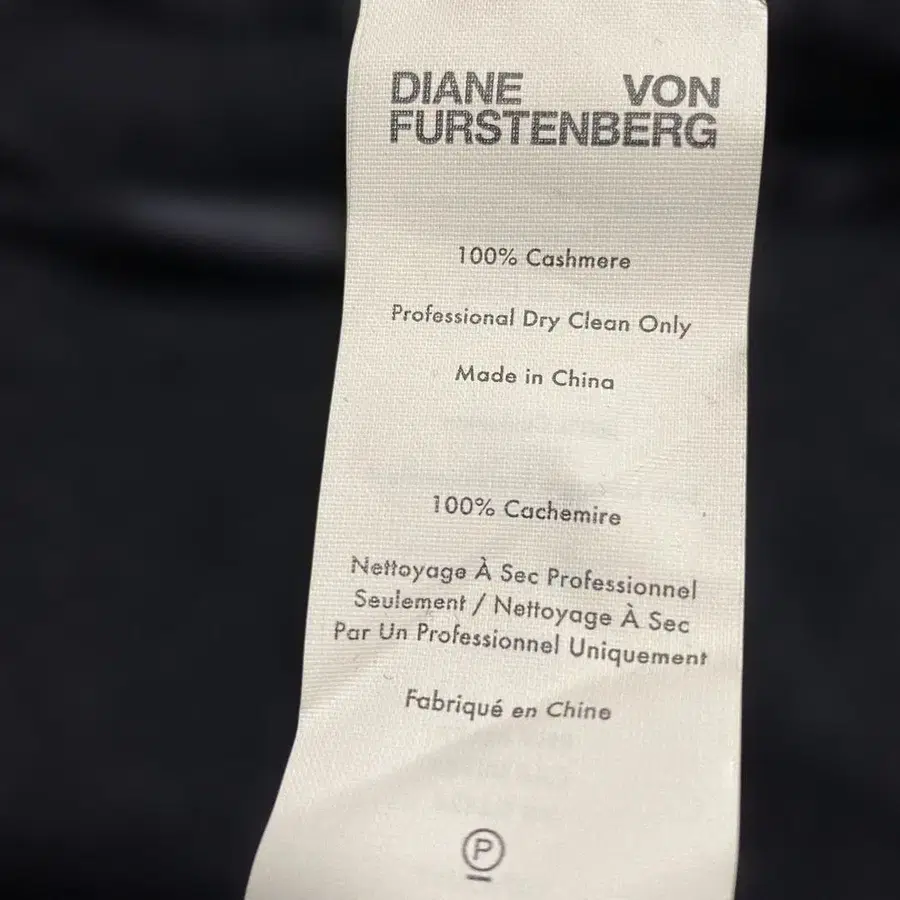 DIANE VON
FURSTENBERG
100% Cashmere
Professional Dry Clean Only
Made in China
100% Cachemire
Nettoyage À Sec Professionnel
Seulement / Nettoyage À Sec
Par Un Professionnel Uniquement
Fabriqué en Chine
P